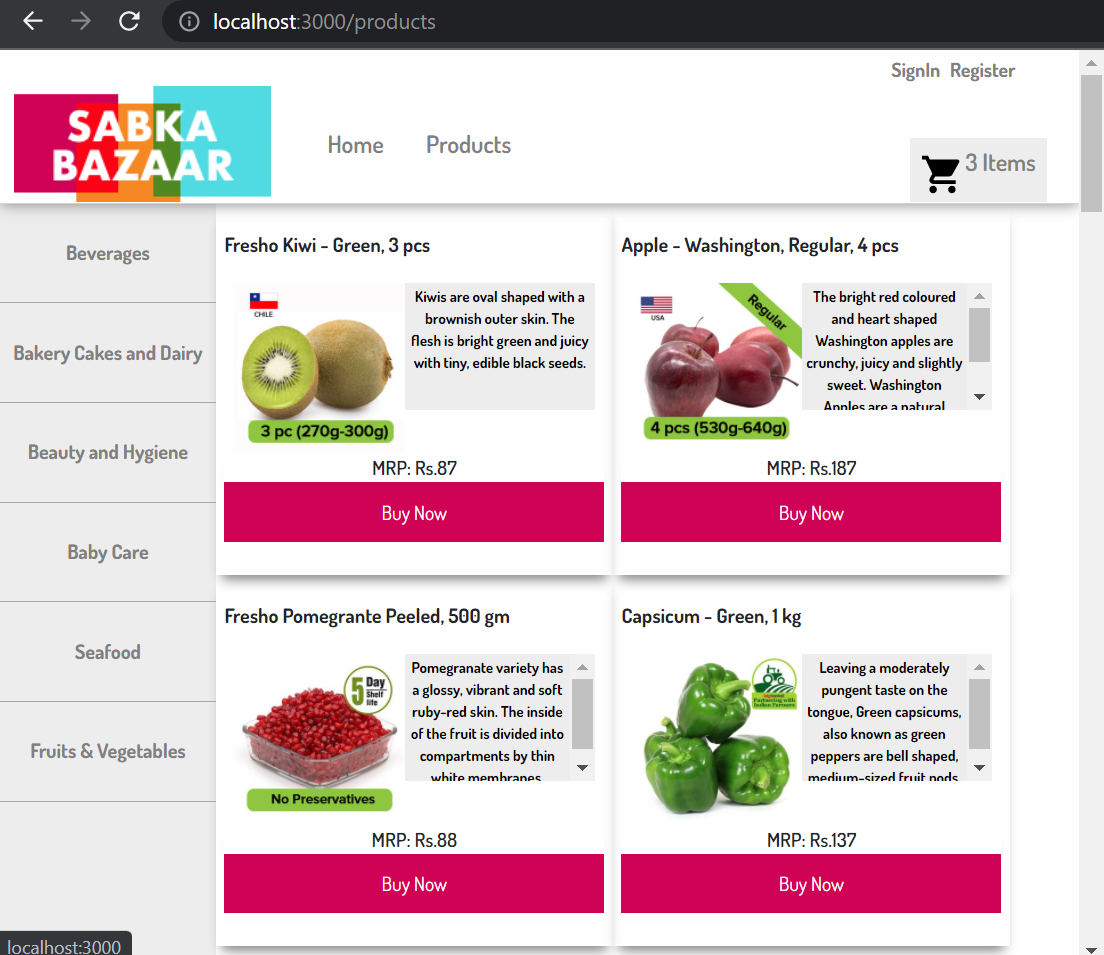 localhost:3000/products
SignIn Register
SABKA
BAZAAR
Home Products
3 Items
Beverages
Bakery Cakes and Dairy
Beauty and Hygiene
Baby Care
Seafood
Fruits & Vegetables
Fresho Kiwi - Green, 3 pcs
CHILE
3 pc (270g-300g)
Kiwis are oval shaped with a
brownish outer skin. The
flesh is bright green and juicy
with tiny, edible black seeds.
MRP: Rs.87
Buy Now
Apple - Washington, Regular, 4 pcs
USA
Regular
4 pcs (530g-640g)
The bright red coloured
and heart shaped
Washington apples are
crunchy, juicy and slightly
sweet. Washington
Apples are a natural
MRP: Rs.187
Buy Now
Fresho Pomegrante Peeled, 500 gm
5 Day
Shelf
life
No Preservatives
Pomegranate variety has
a glossy, vibrant and soft
ruby-red skin. The inside
of the fruit is divided into
compartments by thin
white membranes
MRP: Rs.88
Buy Now
Capsicum - Green, 1 kg
Partnering with
Indian Farmers
Leaving a moderately
pungent taste on the
tongue, Green capsicums,
also known as green
peppers are bell shaped,
medium-sized fruit pods
MRP: Rs.137
Buy Now
localhost:3000